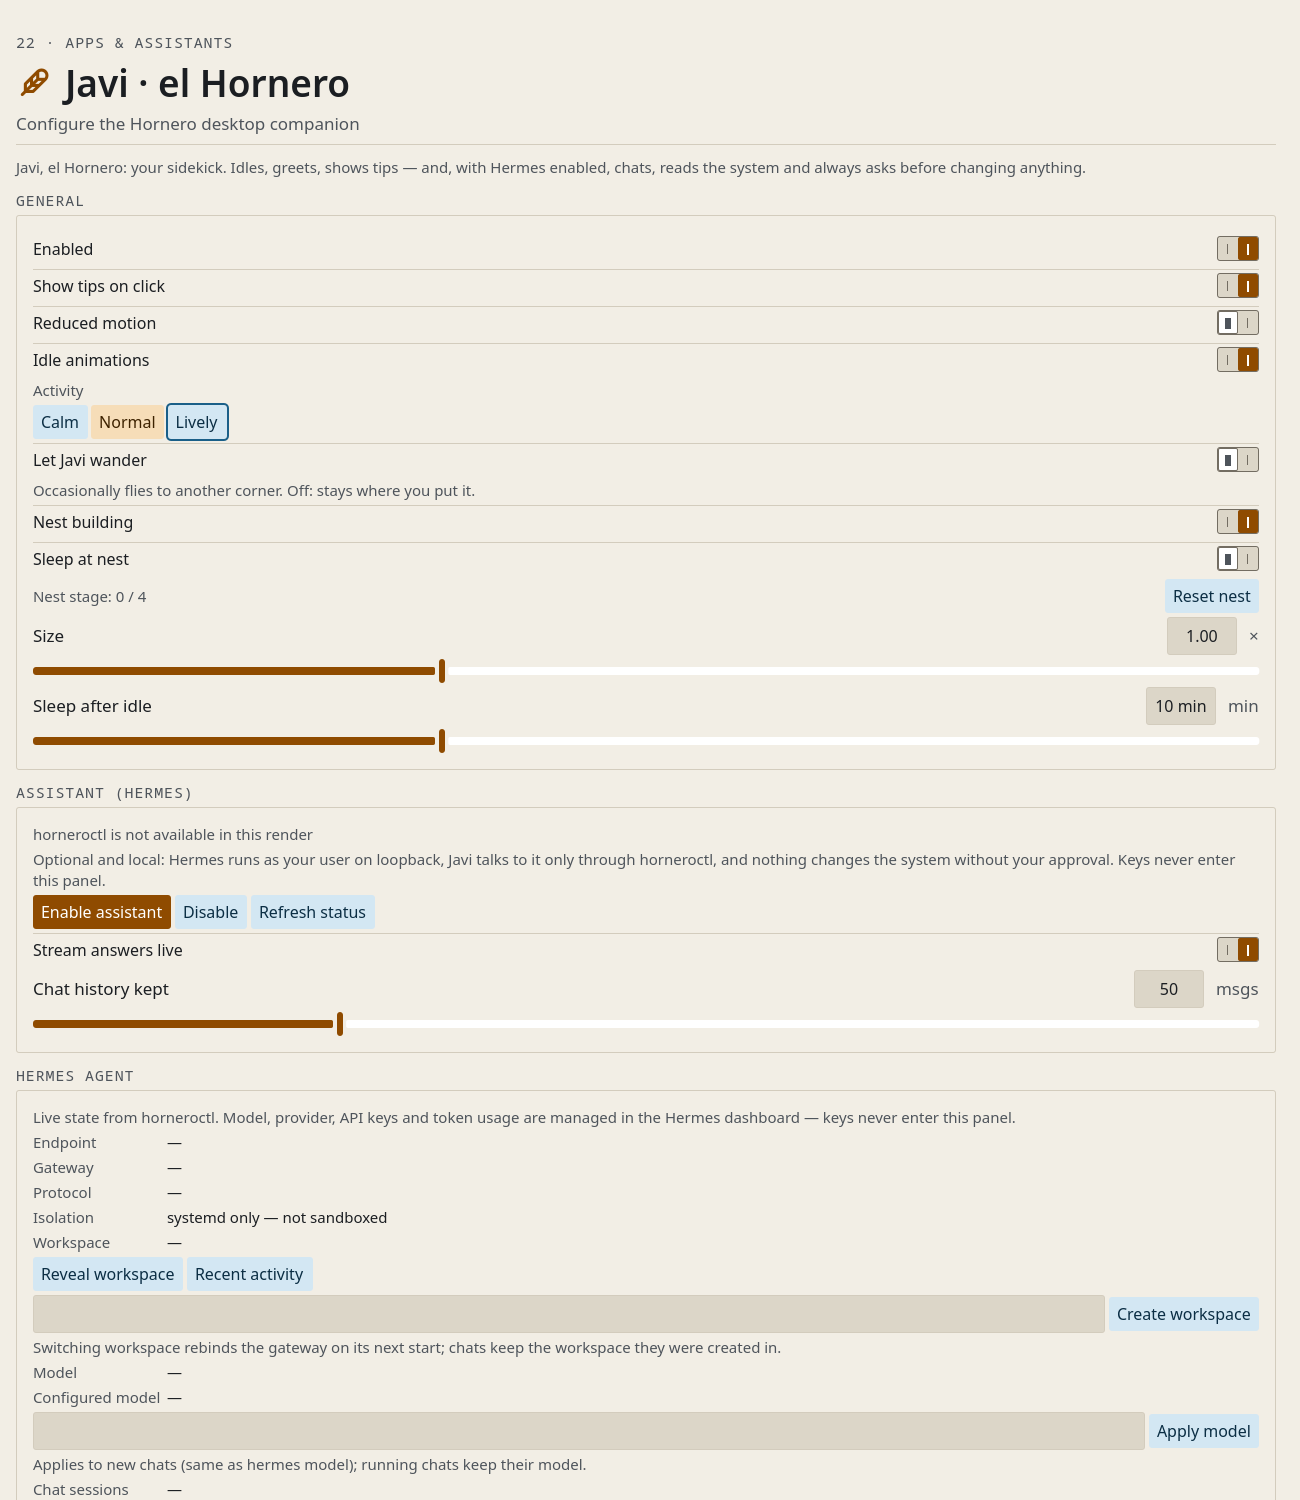 22 · APPS & ASSISTANTS
Javi · el Hornero
Configure the Hornero desktop companion
Javi, el Hornero: your sidekick. Idles, greets, shows tips — and, with Hermes enabled, chats, reads the system and always asks before changing anything.
GENERAL
Enabled
Show tips on click
Reduced motion
Idle animations
Activity
Calm Normal Lively
Let Javi wander
Occasionally flies to another corner. Off: stays where you put it.
Nest building
Sleep at nest
Nest stage: 0 / 4 Reset nest
Size 1.00 ×
Sleep after idle 10 min min
ASSISTANT (HERMES)
horneroctl is not available in this render
Optional and local: Hermes runs as your user on loopback, Javi talks to it only through horneroctl, and nothing changes the system without your approval. Keys never enter
this panel.
Enable assistant Disable Refresh status
Stream answers live
Chat history kept 50 msgs
HERMES AGENT
Live state from horneroctl. Model, provider, API keys and token usage are managed in the Hermes dashboard — keys never enter this panel.
Endpoint —
Gateway —
Protocol —
Isolation systemd only — not sandboxed
Workspace —
Reveal workspace Recent activity
Create workspace
Switching workspace rebinds the gateway on its next start; chats keep the workspace they were created in.
Model —
Configured model —
Apply model
Applies to new chats (same as hermes model); running chats keep their model.
Chat sessions —